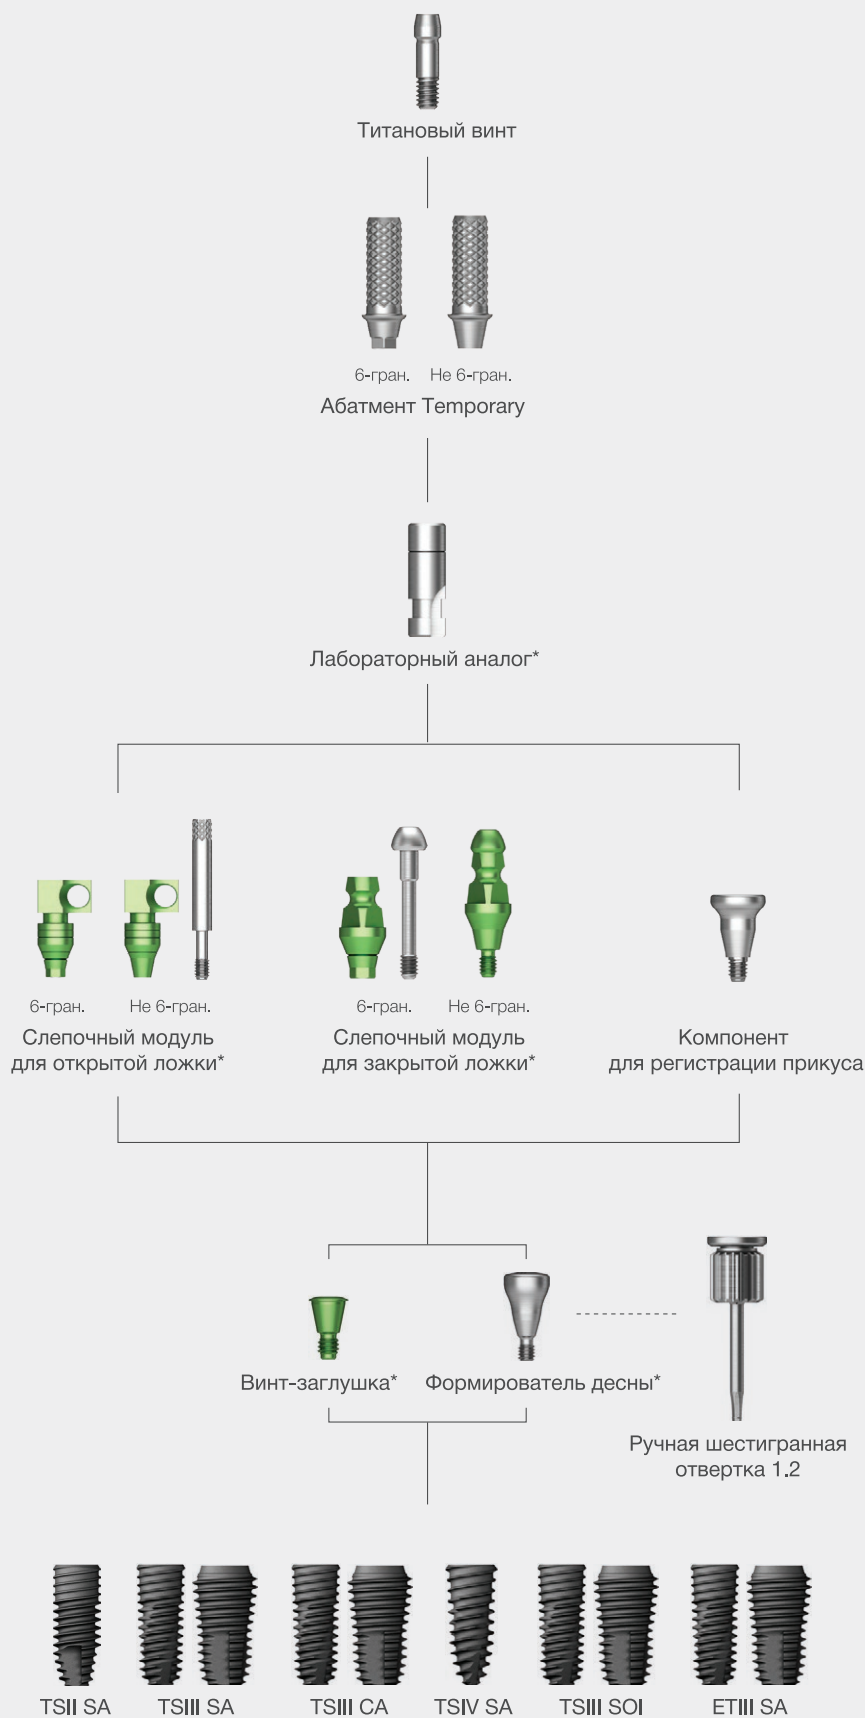 Титановый винт
6-гран. Не 6-гран.
Абатмент Temporary
Лабораторный аналог*
6-гран. Не 6-гран.
Слепочный модуль
для открытой ложки*
6-гран. Не 6-гран.
Слепочный модуль
для закрытой ложки*
Компонент
для регистрации прикуса
Винт-заглушка*
Формирователь десны*
Ручная шестигранная
отвертка 1.2
TSII SA
TSIII SA
TSIII CA
TSIV SA
TSIII SOI
ETIII SA